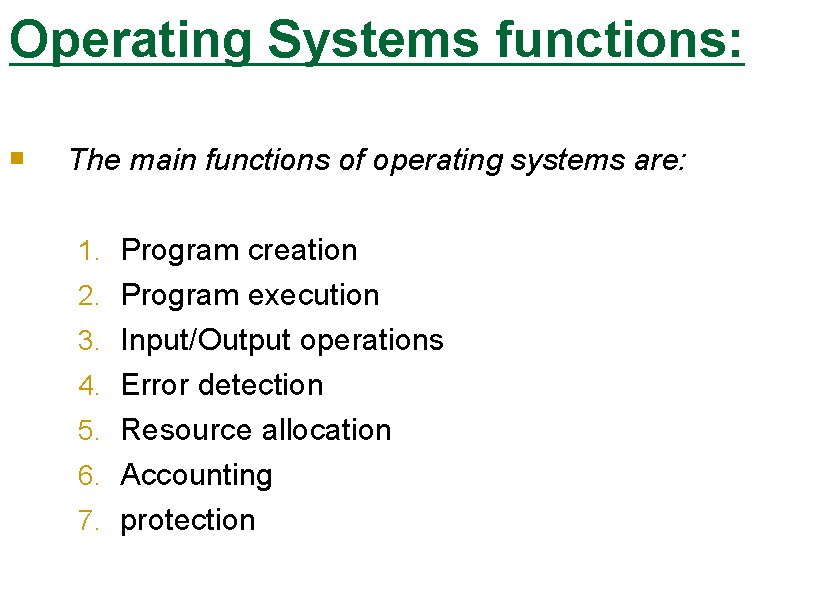 Operating Systems functions:
The main functions of operating systems are:
1. Program creation
2. Program execution
3. Input/Output operations
4. Error detection
5. Resource allocation
6. Accounting
7. protection